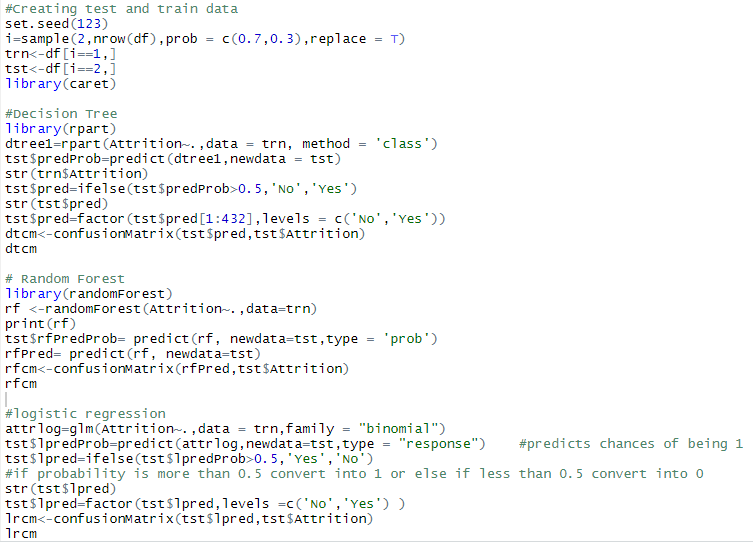 #Creating test and train data
set.seed(123)
i=sample(2,nrow(df),prob = c(0.7,0.3),replace = T)
trn<-df[i==1,]
tst<-df[i==2,]
library(caret)
#Decision Tree
library(rpart)
dtree1=rpart(Attrition~.,data = trn, method = 'class')
tst$predProb=predict(dtree1,newdata = tst)
str(trn$Attrition)
tst$pred=ifelse(tst$predProb>0.5,'No','Yes')
str(tst$pred)
tst$pred=factor(tst$pred[1:432],levels = c('No','Yes'))
dtcm<-confusionMatrix(tst$pred,tst$Attrition)
dtcm
# Random Forest
library(randomForest)
rf <-randomForest(Attrition~.,data=trn)
print(rf)
tst$rfPredProb= predict(rf, newdata=tst,type = 'prob')
rfPred= predict(rf, newdata=tst)
rfcm<-confusionMatrix(rfPred,tst$Attrition)
rfcm
#logistic regression
attrlog=glm(Attrition~.,data = trn,family = "binomial")
tst$lpredProb=predict(attrlog,newdata=tst,type = "response")    #predicts chances of being 1
tst$lpred=ifelse(tst$lpredProb>0.5,'Yes','No')
#if probability is more than 0.5 convert into 1 or else if less than 0.5 convert into 0
str(tst$lpred)
tst$lpred=factor(tst$lpred,levels =c('No','Yes') )
lrcm<-confusionMatrix(tst$lpred,tst$Attrition)
lrcm